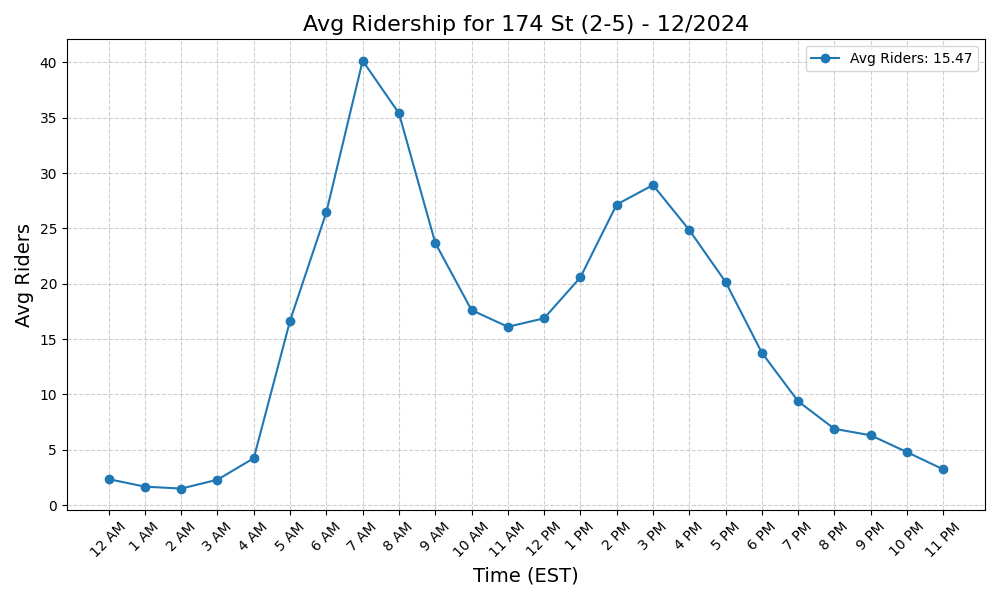 Avg Ridership for 174 St (2-5) - 12/2024
Avg Riders: 15.47
Avg Riders
40
35
30
25
20
15
10
5
0
12 AM
1 AM
2 AM
3 AM
4 AM
5 AM
6 AM
7 AM
8 AM
9 AM
10 AM
11 AM
12 PM
1 PM
2 PM
3 PM
4 PM
5 PM
6 PM
7 PM
8 PM
9 PM
10 PM
11 PM
Time (EST)